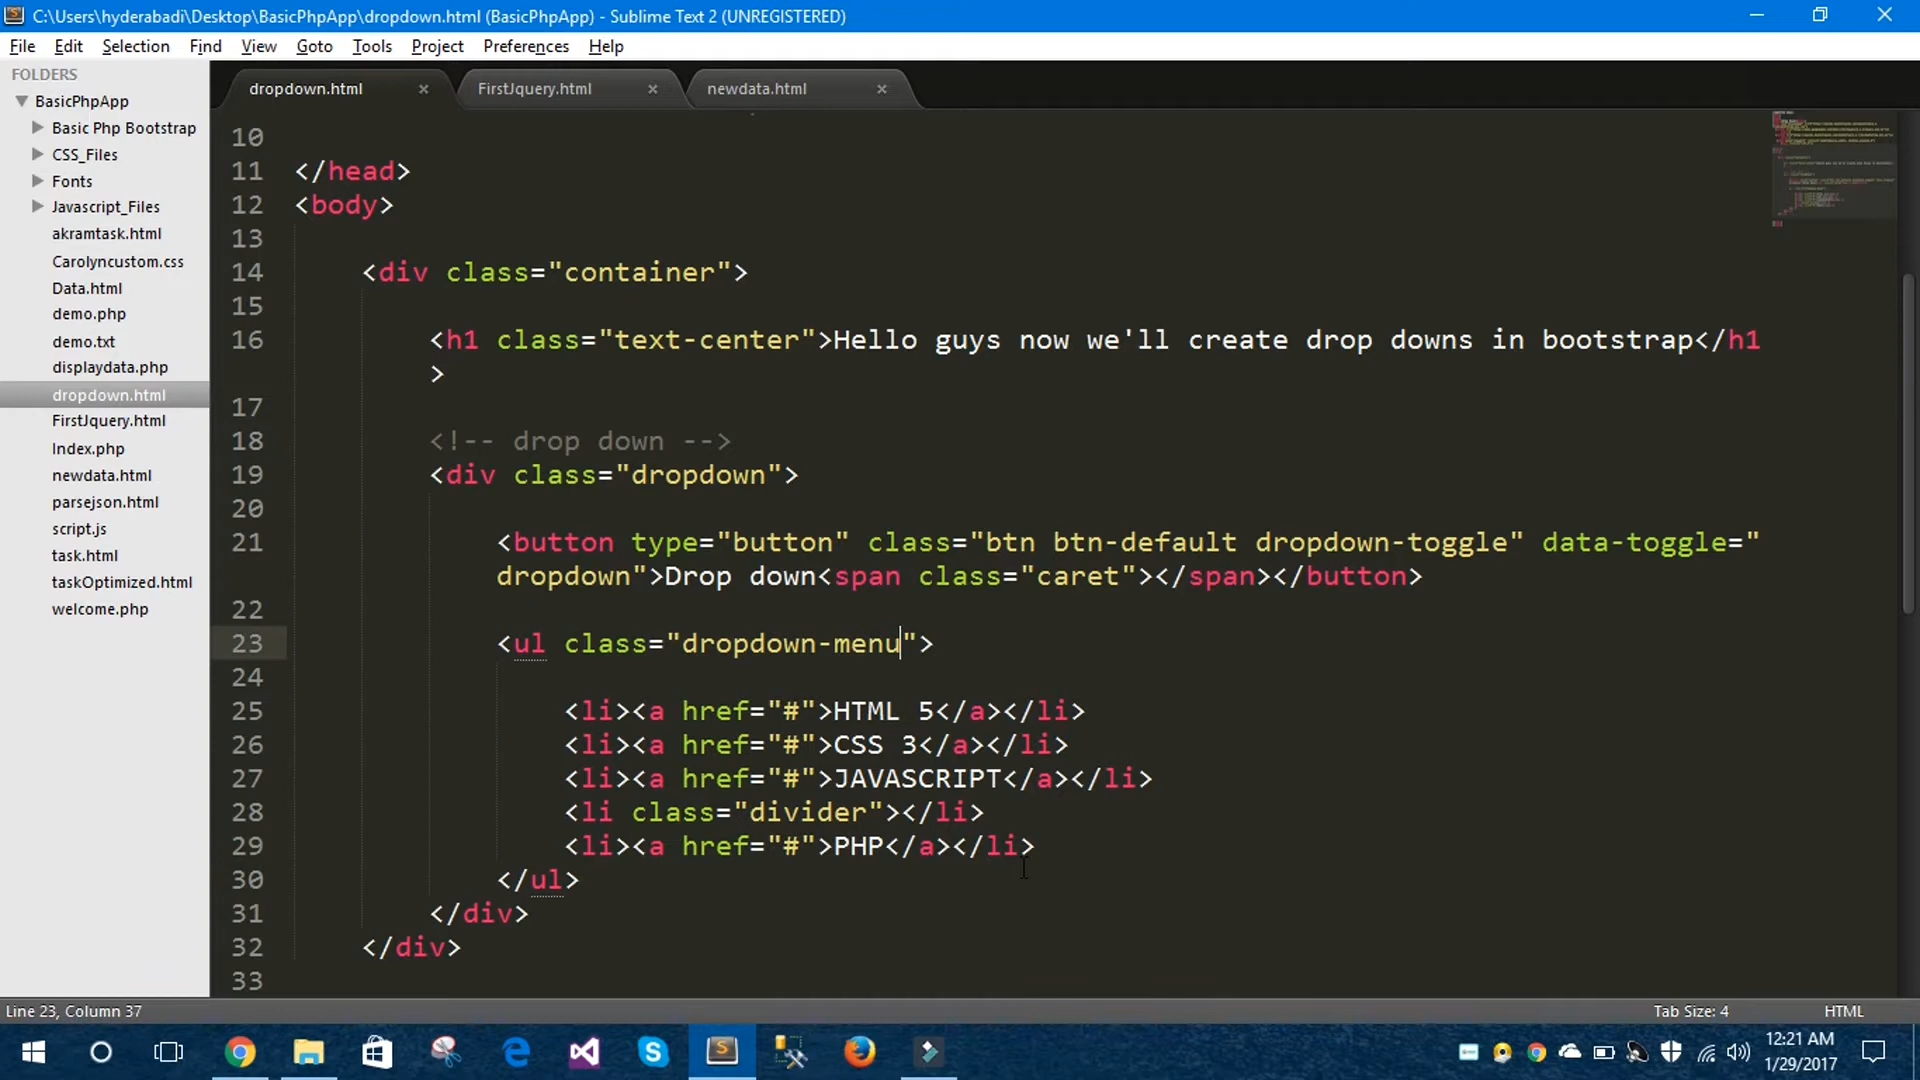 C:\Users\hyderabadi\Desktop\BasicPhpApp\dropdown.html (BasicPhpApp) - Sublime Text 2 (UNREGISTERED)
File Edit Selection Find View Goto Tools Project Preferences Help
FOLDERS
BasicPhpApp
Basic Php Bootstrap
CSS_Files
Fonts
Javascript_Files
akramtask.html
Carolyncustom.css
Data.html
demo.php
demo.txt
displaydata.php
dropdown.html
FirstJquery.html
Index.php
newdata.html
parsejson.html
script.js
task.html
taskOptimized.html
welcome.php
dropdown.html × FirstJquery.html × newdata.html ×
10
11 </head>
12 <body>
13
14 <div class="container">
15
16 <h1 class="text-center">Hello guys now we'll create drop downs in bootstrap</h1
>
17
18 <!-- drop down -->
19 <div class="dropdown">
20
21 <button type="button" class="btn btn-default dropdown-toggle" data-toggle="
dropdown">Drop down<span class="caret"></span></button>
22
23 <ul class="dropdown-menu">
24
25 <li><a href="#">HTML 5</a></li>
26 <li><a href="#">CSS 3</a></li>
27 <li><a href="#">JAVASCRIPT</a></li>
28 <li class="divider"></li>
29 <li><a href="#">PHP</a></li>
30 </ul>
31 </div>
32 </div>
33
Line 23, Column 37 Tab Size: 4 HTML
12:21 AM
1/29/2017